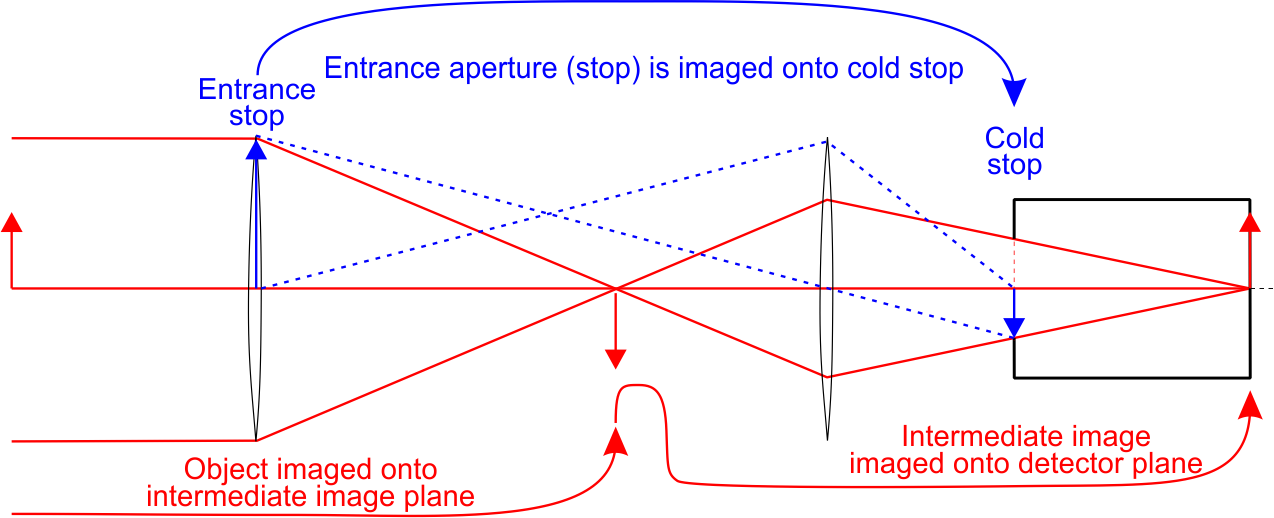 Entrance aperture (stop) is imaged onto cold stop
Entrance
stop
Cold
stop
Object imaged onto
intermediate image plane
Intermediate image
imaged onto detector plane